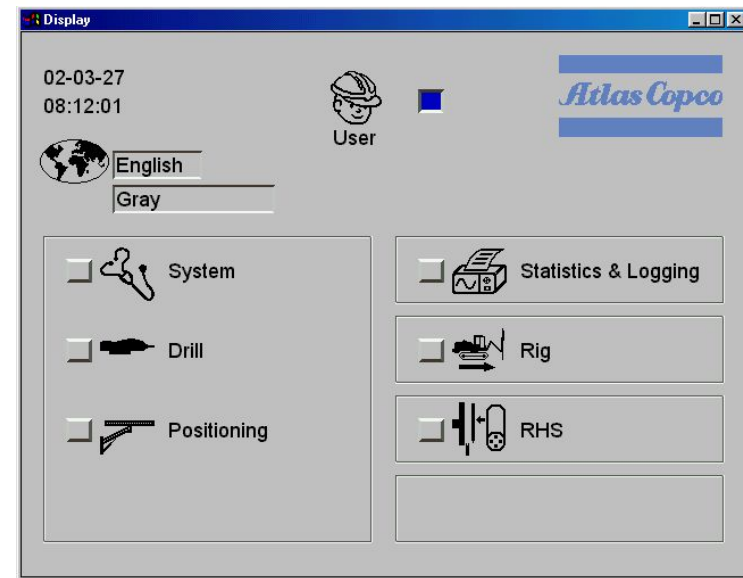 Display
02-03-27
08:12:01
User
Atlas Copco
English
Gray
System
Drill
Positioning
Statistics & Logging
Rig
RHS